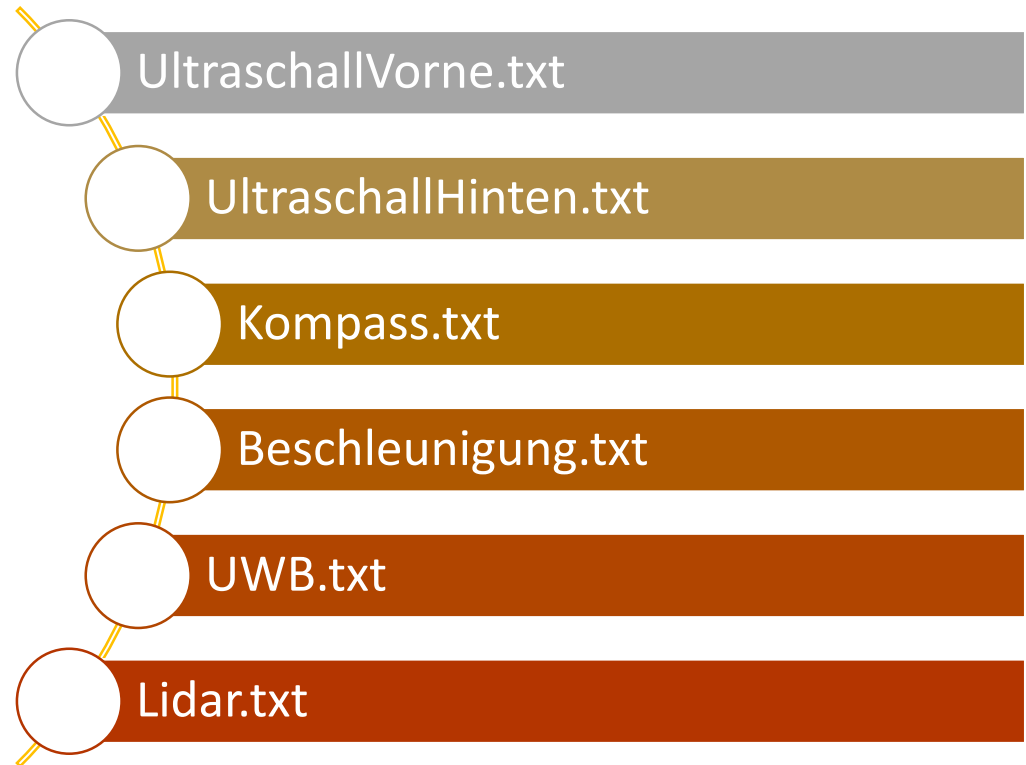 UltraschallVorne.txt
UltraschallHinten.txt
Kompass.txt
Beschleunigung.txt
UWB.txt
Lidar.txt